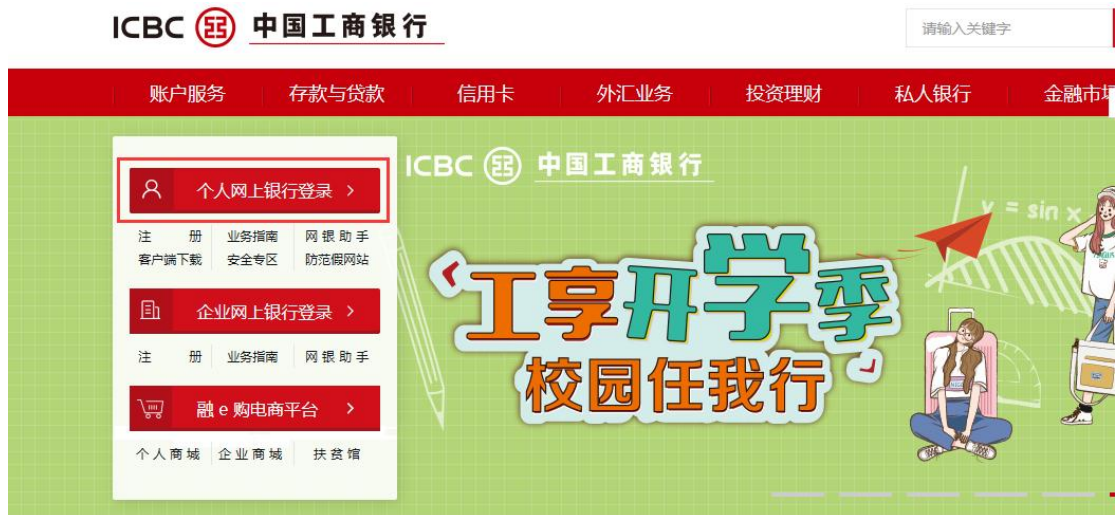 ICBC 中国工商银行
请输入关键字
账户服务 存款与贷款 信用卡 外汇业务 投资理财 私人银行 金融市场
ICBC 中国工商银行
个人网上银行登录 >
注 册 业务指南 网银助手
客户端下载 安全专区 防范假网站
企业网上银行登录 >
注 册 业务指南 网银助手
融e购电商平台 >
个人商城 企业商城 扶贫馆
y = sin x
工享开学季
校园任我行